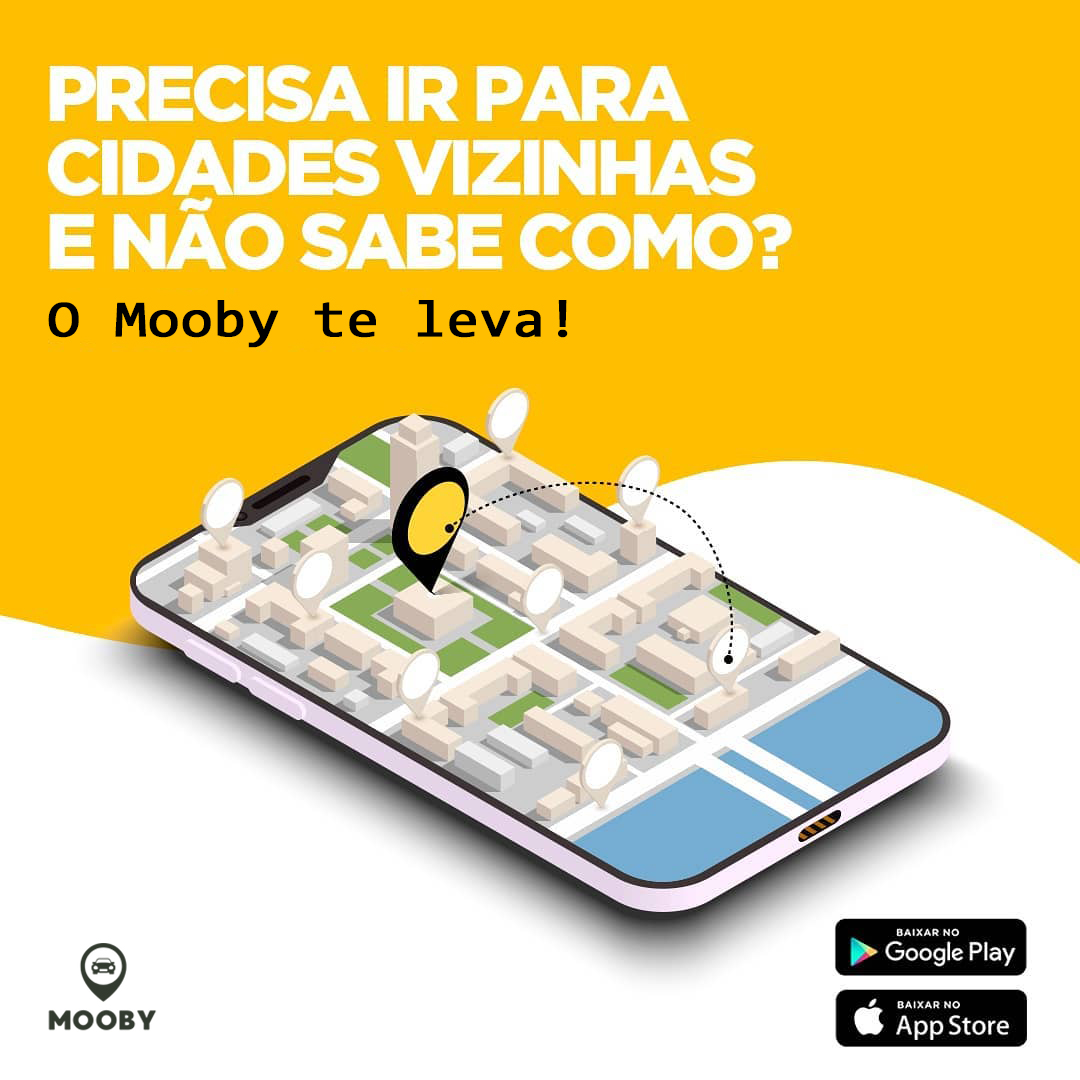 PRECISA IR PARA
CIDADES VIZINHAS
E NÃO SABE COMO?
O Mooby te leva!
MOOBY
BAIXAR NO
Google Play
BAIXAR NO
App Store